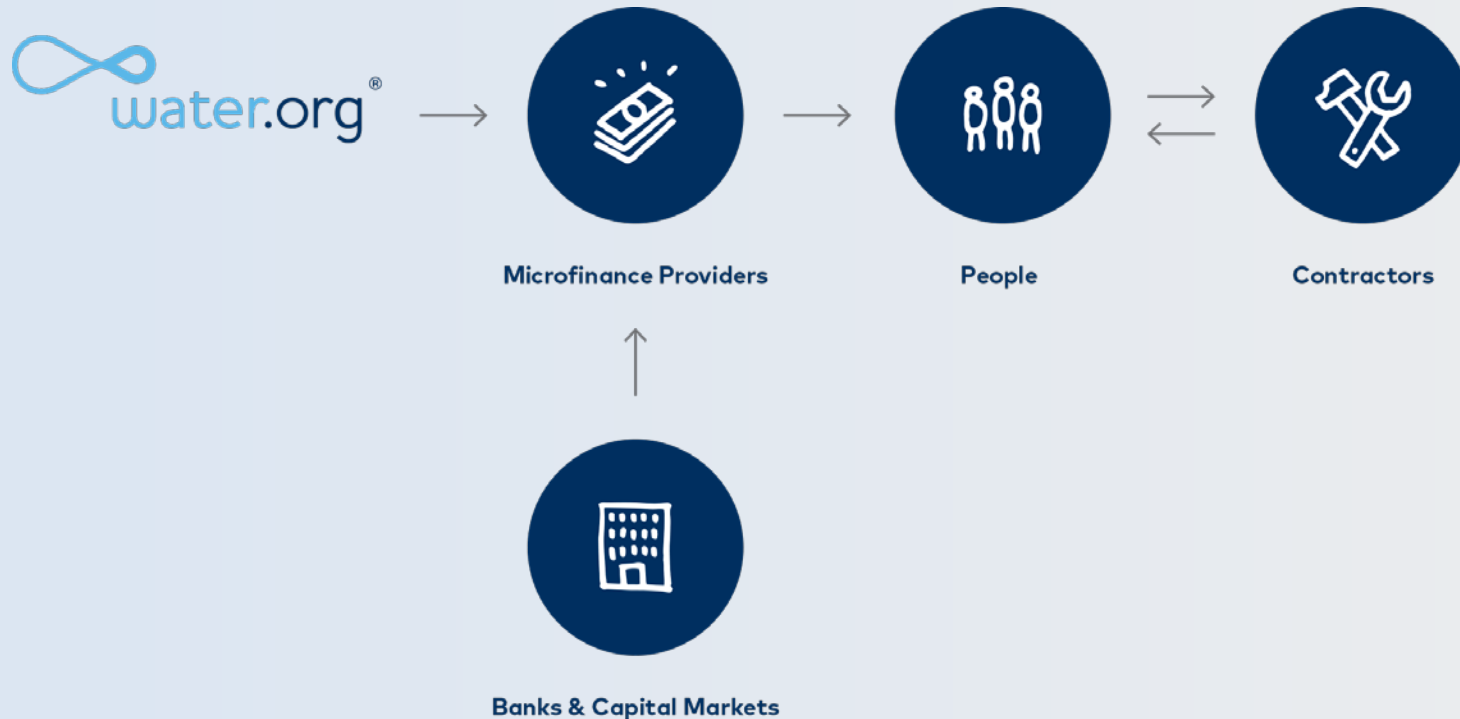 water.org®
Microfinance Providers
People
Contractors
Banks & Capital Markets